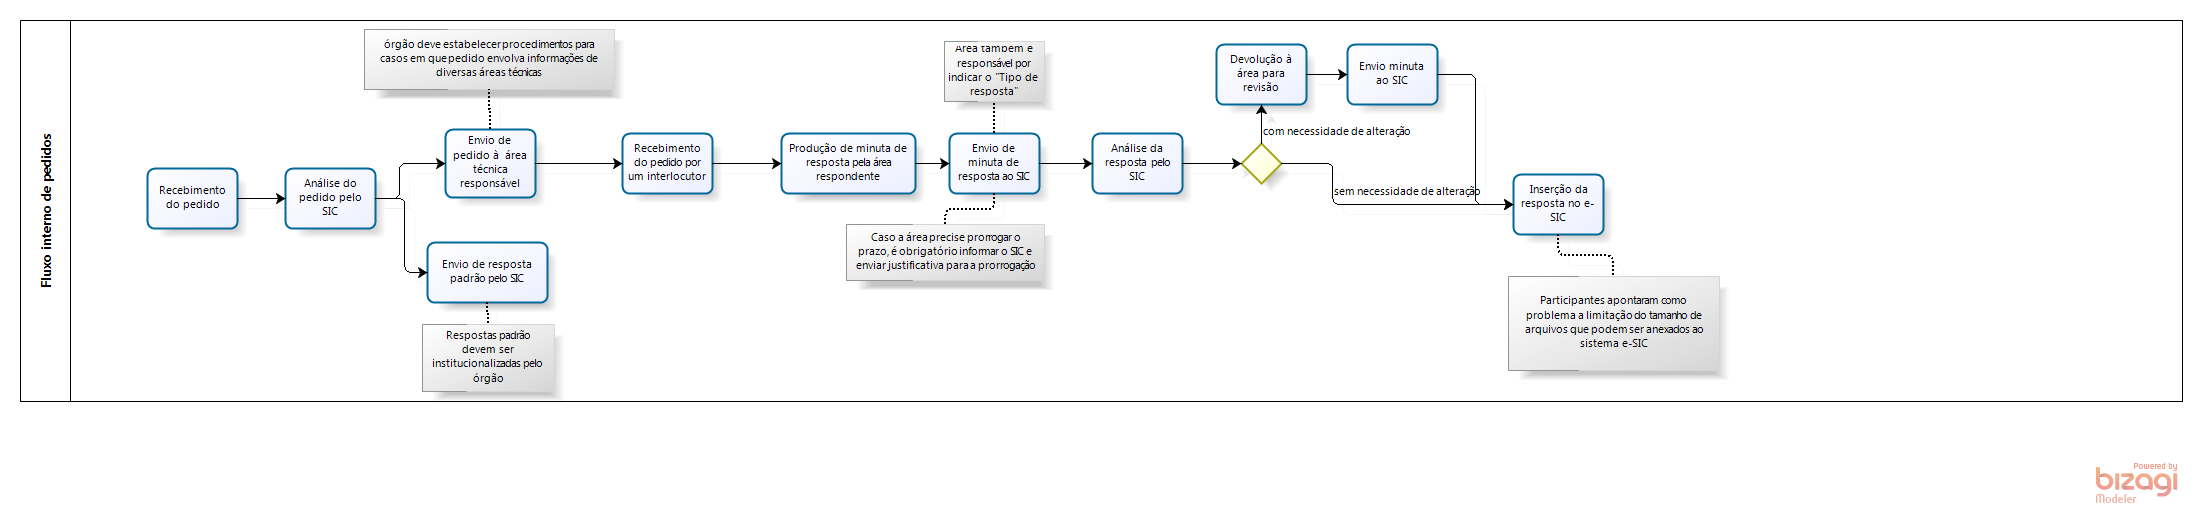 Fluxo interno de pedidos
Recebimento
do pedido
Análise do
pedido pelo
SIC
órgão deve estabelecer procedimentos para
casos em que pedido envolva informações de
diversas áreas técnicas
Envio de
pedido à área
técnica
responsável
Envio de resposta
padrão pelo SIC
Respostas padrão
devem ser
institucionalizadas pelo
órgão
Recebimento
do pedido por
um interlocutor
Produção de minuta de
resposta pela área
respondente
Área também é
responsável por
indicar o "Tipo de
resposta"
Envio de
minuta de
resposta ao SIC
Caso a área precise prorrogar o
prazo, é obrigatório informar o SIC e
enviar justificativa para a prorrogação
Análise da
resposta pelo
SIC
Devolução à
área para
revisão
Envio minuta
ao SIC
com necessidade de alteração
sem necessidade de alteração
Inserção da
resposta no e-
SIC
Participantes apontaram como
problema a limitação do tamanho de
arquivos que podem ser anexados ao
sistema e-SIC
Powered by
bizagi
Modeler